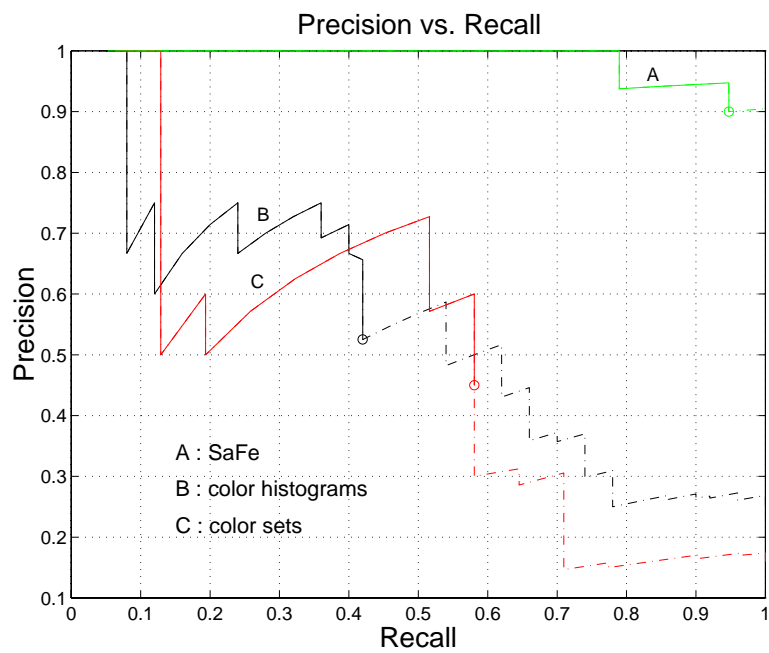 Precision vs. Recall
1
A
0.9
0.8
B
0.7
C
0.6
Precision
0.5
0.4
A : SaFe
0.3
B : color histograms
C : color sets
0.2
0.1
0 0.1 0.2 0.3 0.4 0.5 0.6 0.7 0.8 0.9 1
Recall